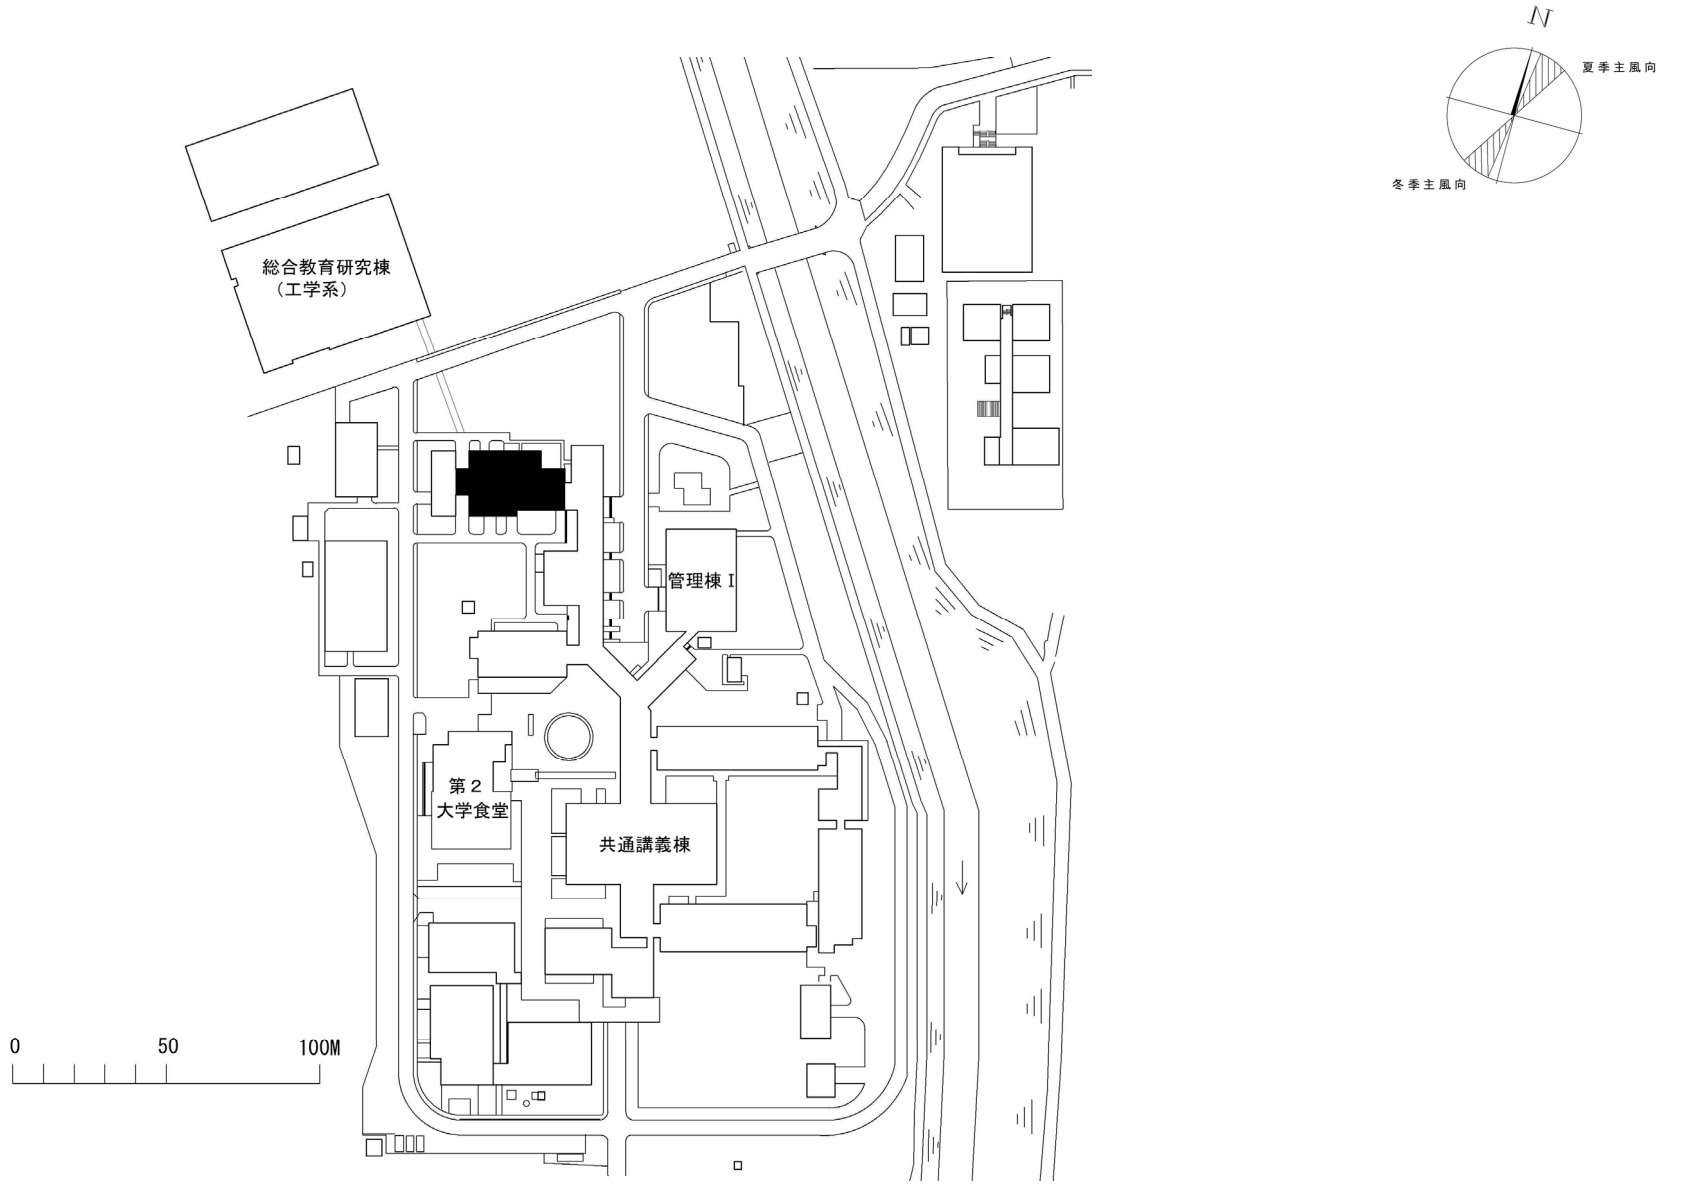 N
夏季主風向
冬季主風向
総合教育研究棟
（工学系）
管理棟Ⅰ
第２
大学食堂
共通講義棟
0 50 100M